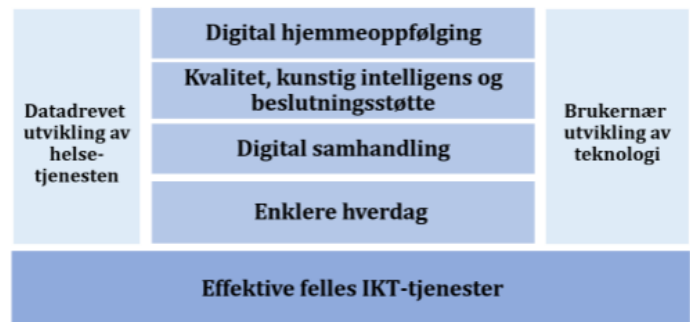 Datadrevet
utvikling av
helse-
tjenesten
Digital hjemmeoppfølging
Kvalitet, kunstig intelligens og
beslutningsstøtte
Digital samhandling
Enklere hverdag
Brukernær
utvikling av
teknologi
Effektive felles IKT-tjenester